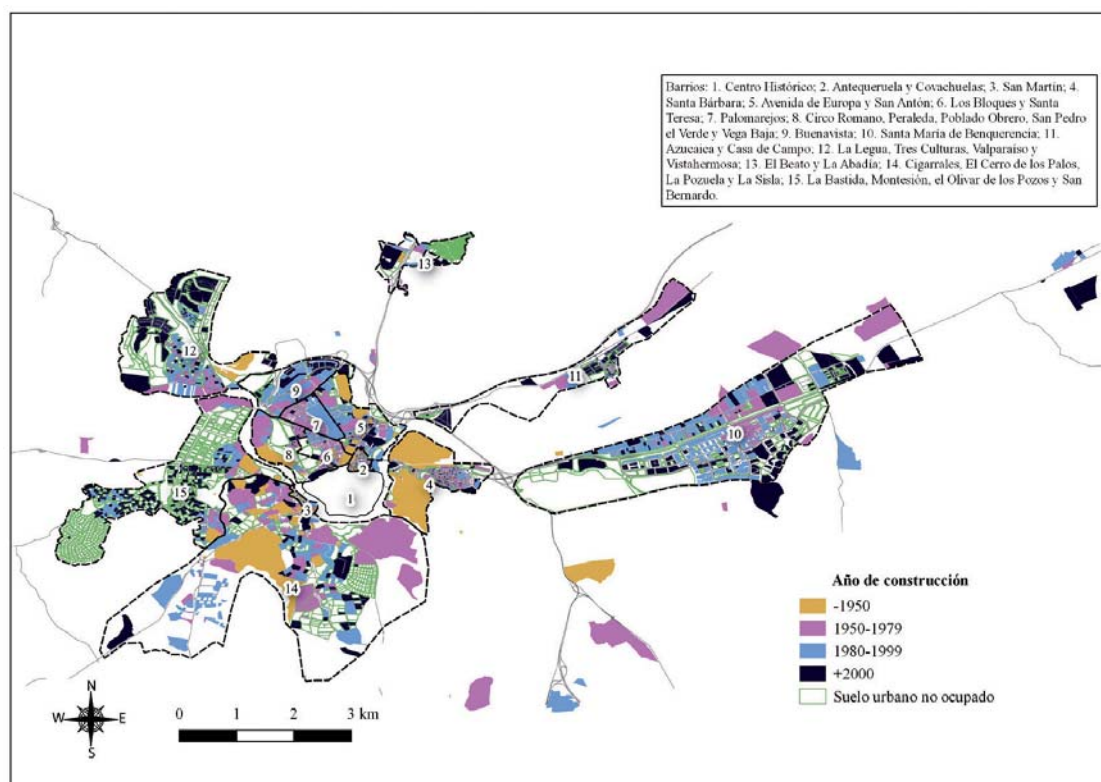 Barrios: 1. Centro Histórico; 2. Antequeruela y Covachuelas; 3. San Martín; 4.
Santa Bárbara; 5. Avenida de Europa y San Antón; 6. Los Bloques y Santa
Teresa; 7. Palomarejos; 8. Circo Romano, Peraleda, Poblado Obrero, San Pedro
el Verde y Vega Baja; 9. Buenavista; 10. Santa María de Benquerencia; 11.
Azucaica y Casa de Campo; 12. La Legua, Tres Culturas, Valparaíso y
Vistahermosa; 13. El Beato y La Abadía; 14. Cigarrales, El Cerro de los Palos,
La Pozuela y La Sisla; 15. La Bastida, Montesión, el Olivar de los Pozos y San
Bernardo.
13
12
11
9
7
5
10
8
6
2
4
15
1
3
14
Año de construcción
-1950
1950-1979
1980-1999
+2000
Suelo urbano no ocupado
N
W E
S
0 1 2 3 km